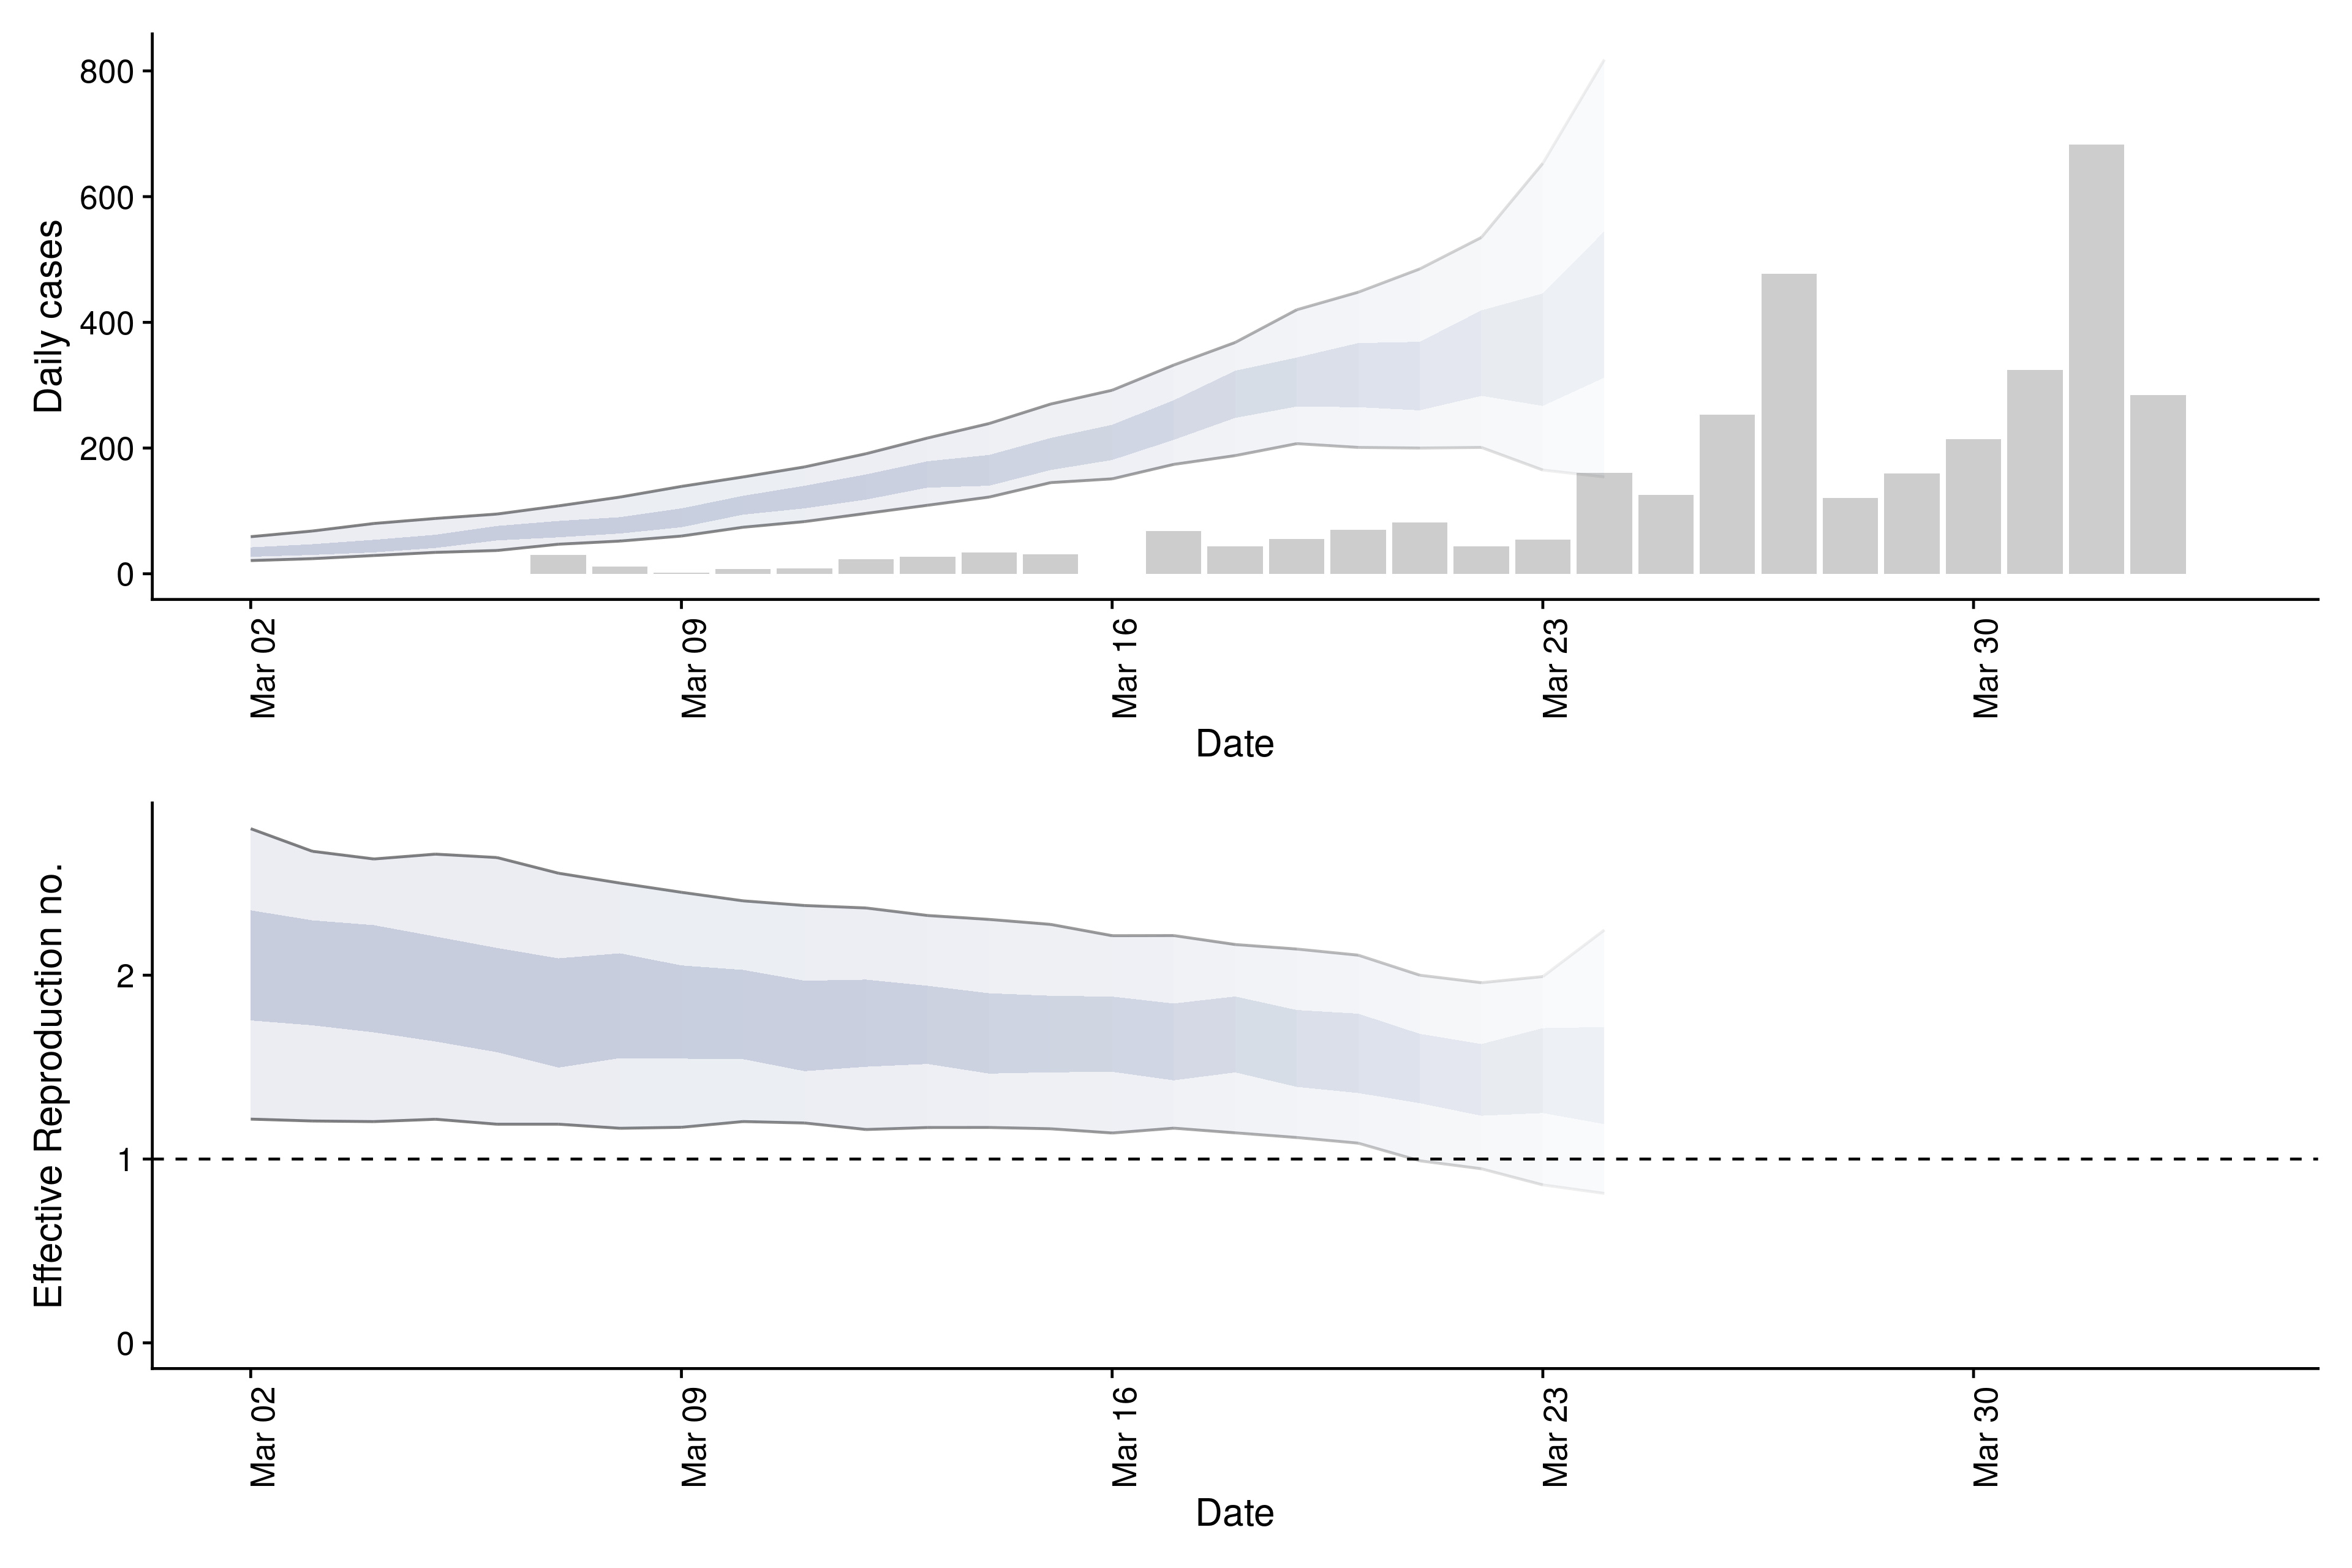 Daily cases
800
600
400
200
0
Mar 02
Mar 09
Mar 16
Mar 23
Mar 30
Date
Effective Reproduction no.
2
1
0
Mar 02
Mar 09
Mar 16
Mar 23
Mar 30
Date